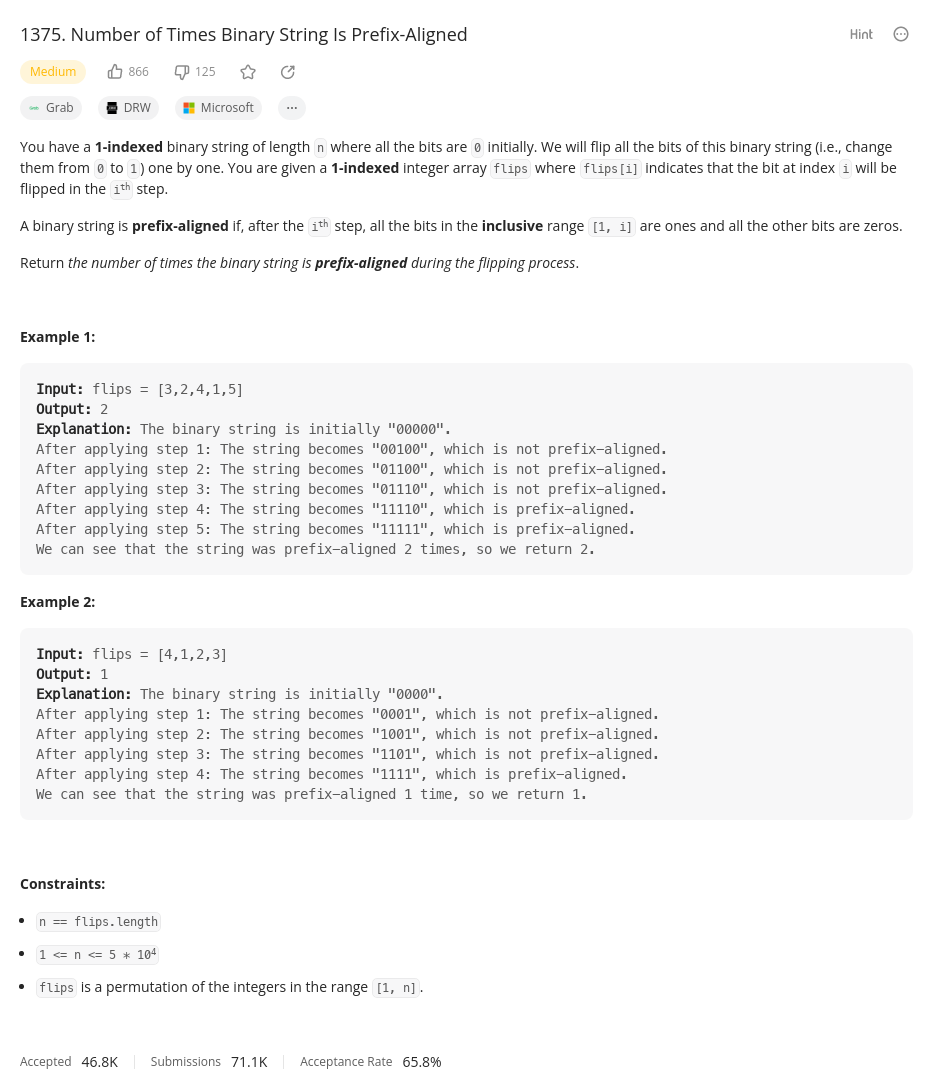 1375. Number of Times Binary String Is Prefix-Aligned
Hint
Medium 866 125
Grab DRW Microsoft ...
You have a 1-indexed binary string of length n where all the bits are 0 initially. We will flip all the bits of this binary string (i.e., change
them from 0 to 1) one by one. You are given a 1-indexed integer array flips where flips[i] indicates that the bit at index i will be
flipped in the ith step.
A binary string is prefix-aligned if, after the ith step, all the bits in the inclusive range [1, i] are ones and all the other bits are zeros.
Return the number of times the binary string is prefix-aligned during the flipping process.
Example 1:
Input: flips = [3,2,4,1,5]
Output: 2
Explanation: The binary string is initially "00000".
After applying step 1: The string becomes "00100", which is not prefix-aligned.
After applying step 2: The string becomes "01100", which is not prefix-aligned.
After applying step 3: The string becomes "01110", which is not prefix-aligned.
After applying step 4: The string becomes "11110", which is prefix-aligned.
After applying step 5: The string becomes "11111", which is prefix-aligned.
We can see that the string was prefix-aligned 2 times, so we return 2.
Example 2:
Input: flips = [4,1,2,3]
Output: 1
Explanation: The binary string is initially "0000".
After applying step 1: The string becomes "0001", which is not prefix-aligned.
After applying step 2: The string becomes "1001", which is not prefix-aligned.
After applying step 3: The string becomes "1101", which is not prefix-aligned.
After applying step 4: The string becomes "1111", which is prefix-aligned.
We can see that the string was prefix-aligned 1 time, so we return 1.
Constraints:
• n == flips.length
• 1 <= n <= 5 * 10⁴
• flips is a permutation of the integers in the range [1, n].
Accepted 46.8K Submissions 71.1K Acceptance Rate 65.8%